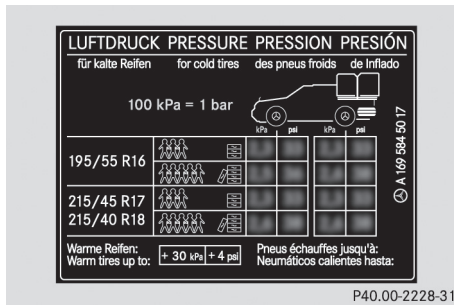 LUFTDRUCK PRESSURE PRESSION PRESIÓN
für kalte Reifen for cold tires des pneus froids de Inflado
100 kPa = 1 bar
kPa psi kPa psi
195/55 R16
215/45 R17
215/40 R18
A 169 584 50 17
Warme Reifen:
Warm tires up to:
+ 30 kPa + 4 psi
Pneus échauffes jusqu'à:
Neumáticos calientes hasta:
P40.00-2228-31